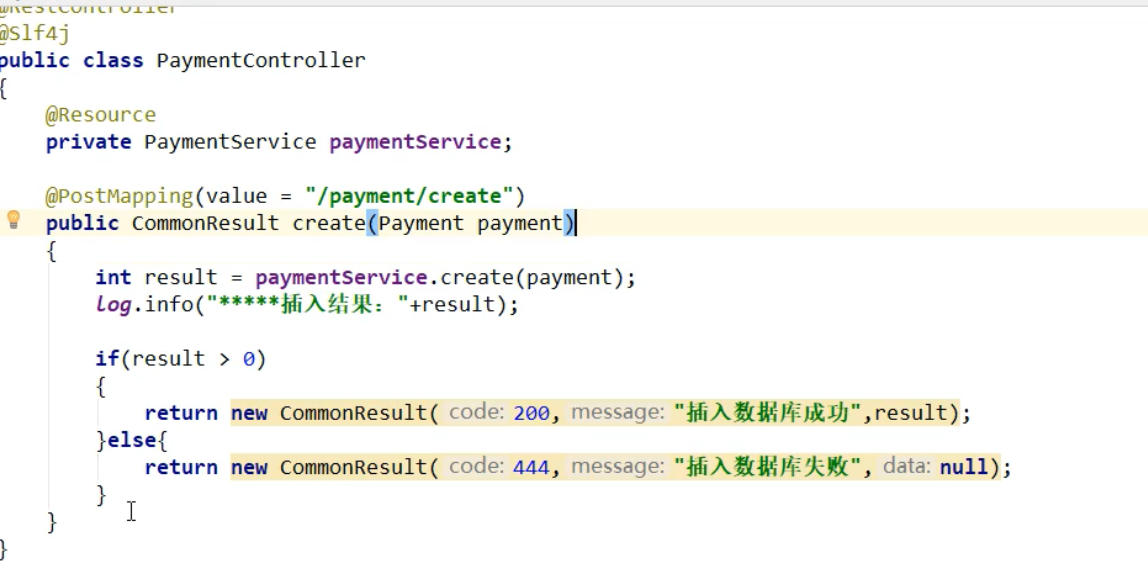 @RestController
@Slf4j
public class PaymentController
{
@Resource
private PaymentService paymentService;
@PostMapping(value = "/payment/create")
public CommonResult create(Payment payment)
{
int result = paymentService.create(payment);
log.info("*****插入结果："+result);
if(result > 0)
{
return new CommonResult( code: 200, message: "插入数据库成功",result);
}else{
return new CommonResult( code: 444, message: "插入数据库失败", data: null);
}
}
}